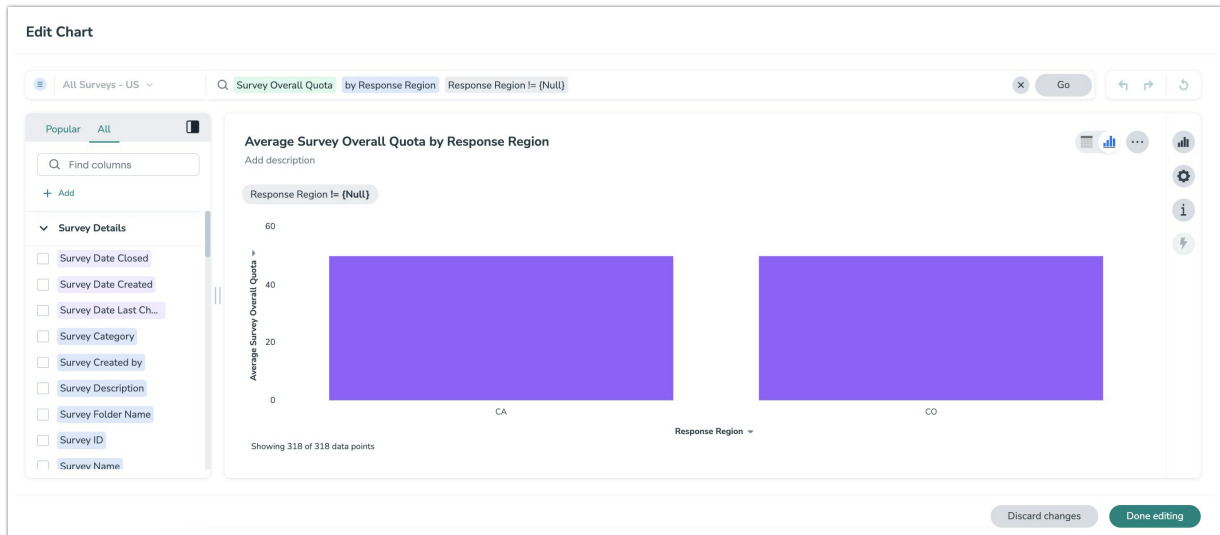 Edit Chart
All Surveys - US
Survey Overall Quota by Response Region Response Region != {Null}
Go
Popular All
Find columns
+ Add
Survey Details
Survey Date Closed
Survey Date Created
Survey Date Last Ch...
Survey Category
Survey Created by
Survey Description
Survey Folder Name
Survey ID
Survey Name
Average Survey Overall Quota by Response Region
Add description
Response Region != {Null}
Average Survey Overall Quota
60
40
20
0
CA CO
Response Region
Showing 318 of 318 data points
Discard changes Done editing